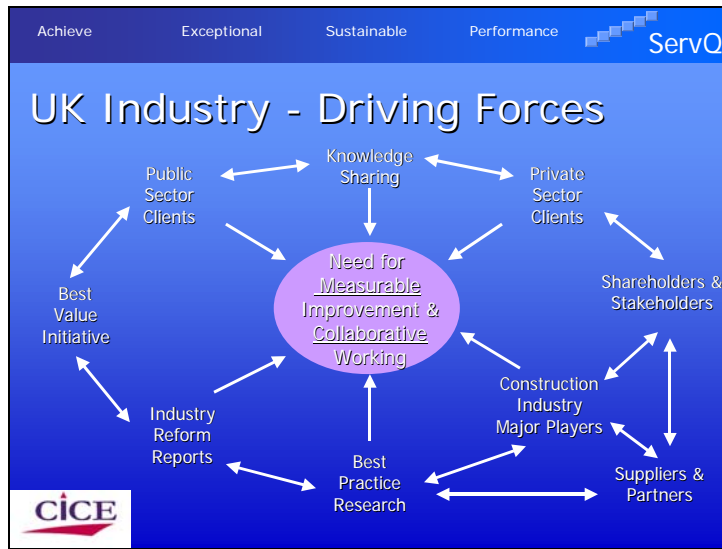 Achieve Exceptional Sustainable Performance ServQ
UK Industry - Driving Forces
Knowledge
Sharing
Public
Sector
Clients
Private
Sector
Clients
Need for
Measurable
Improvement &
Collaborative
Working
Best
Value
Initiative
Shareholders &
Stakeholders
Industry
Reform
Reports
Construction
Industry
Major Players
Best
Practice
Research
Suppliers &
Partners
CICE